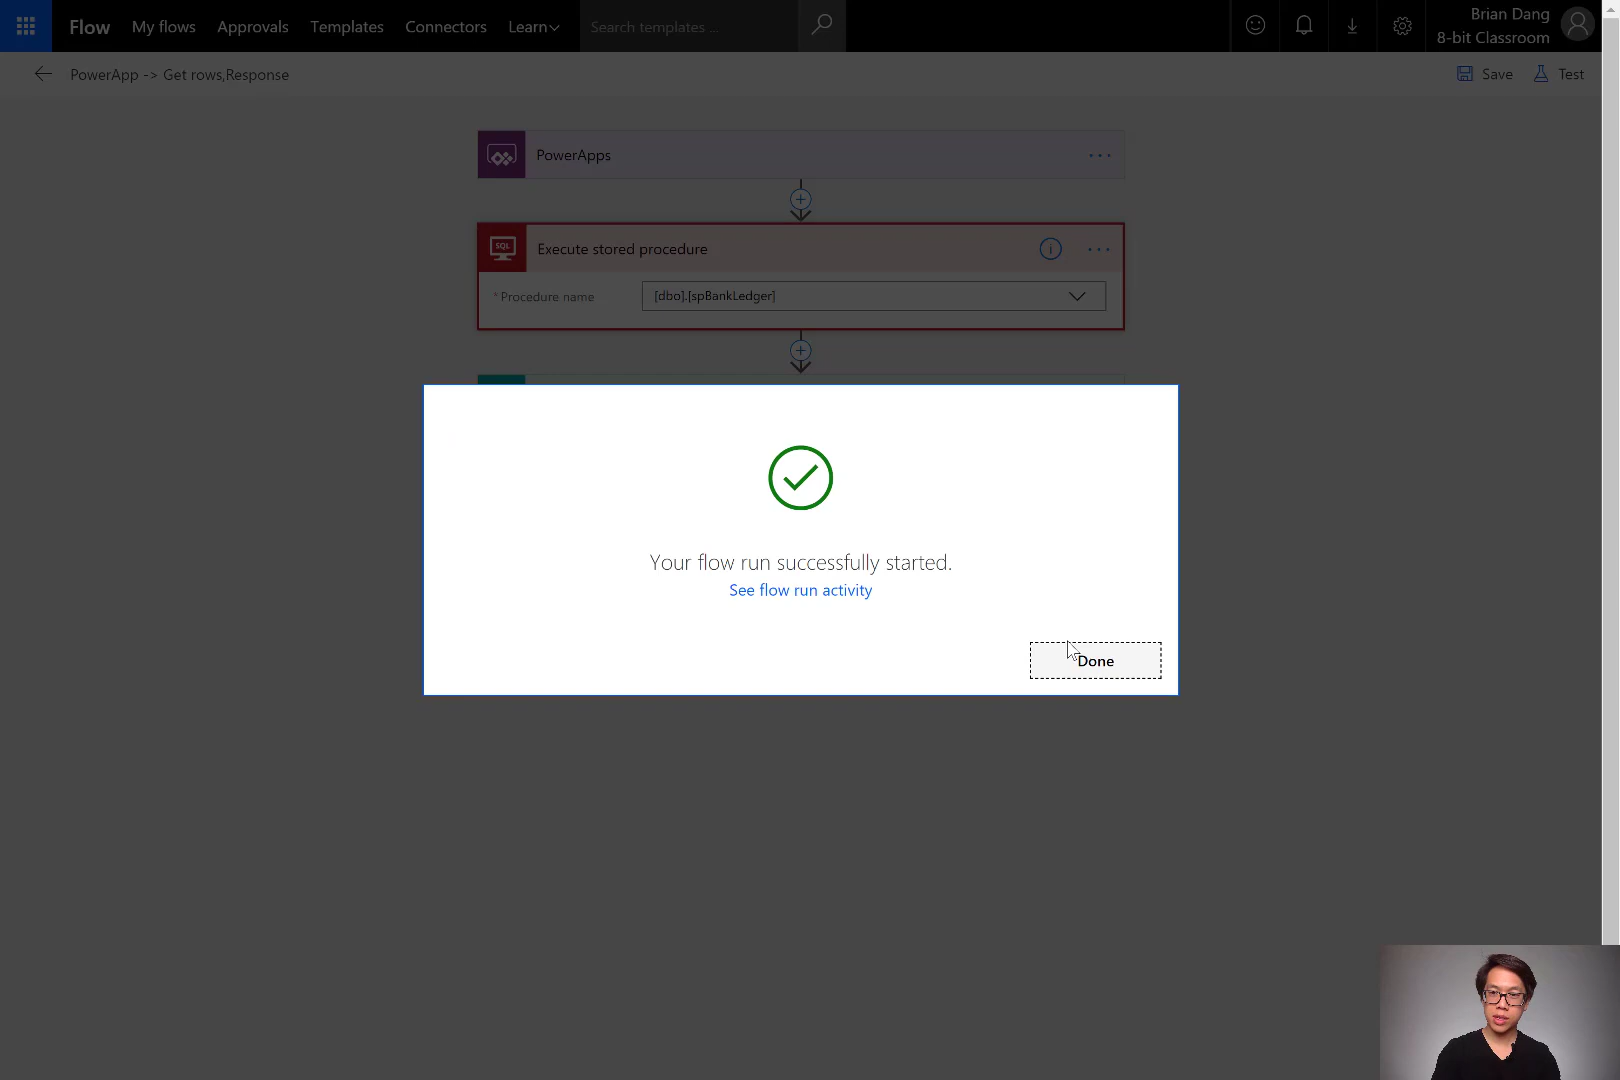 Flow My flows Approvals Templates Connectors Learn Search templates ...
Brian Dang
8-bit Classroom
PowerApp -> Get rows,Response
Save Test
PowerApps
SQL
Execute stored procedure
* Procedure name [dbo].[spBankLedger]
Your flow run successfully started.
See flow run activity
Done